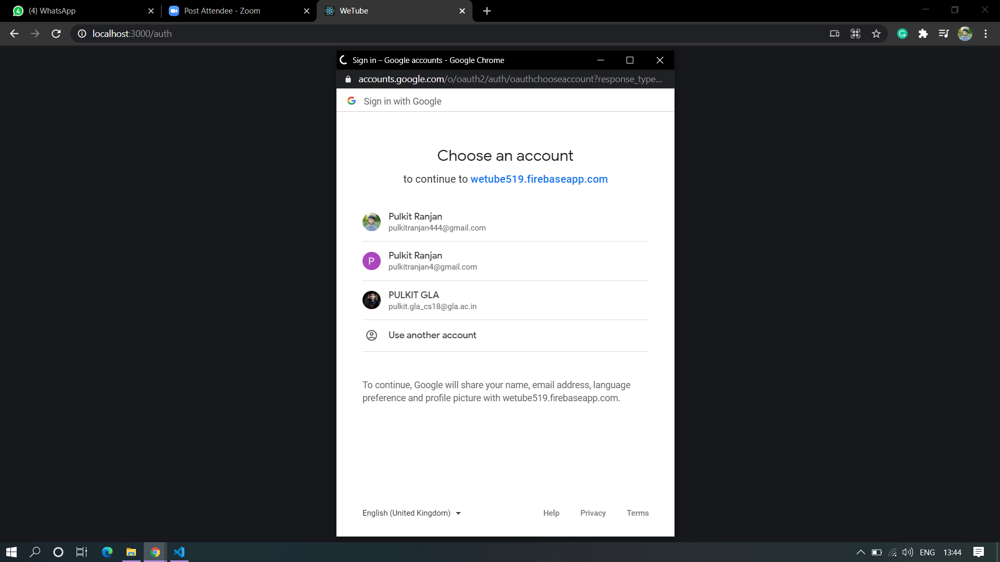 (4) WhatsApp
Post Attendee - Zoom
WeTube
localhost:3000/auth
Sign in – Google accounts - Google Chrome
accounts.google.com/o/oauth2/auth/oauthchooseaccount?response_type...
Sign in with Google
Choose an account
to continue to wetube519.firebaseapp.com
Pulkit Ranjan
pulkitranjan444@gmail.com
P
Pulkit Ranjan
pulkitranjan4@gmail.com
PULKIT GLA
pulkit.gla_cs18@gla.ac.in
Use another account
To continue, Google will share your name, email address, language
preference and profile picture with wetube519.firebaseapp.com.
English (United Kingdom)
Help
Privacy
Terms
ENG
13:44